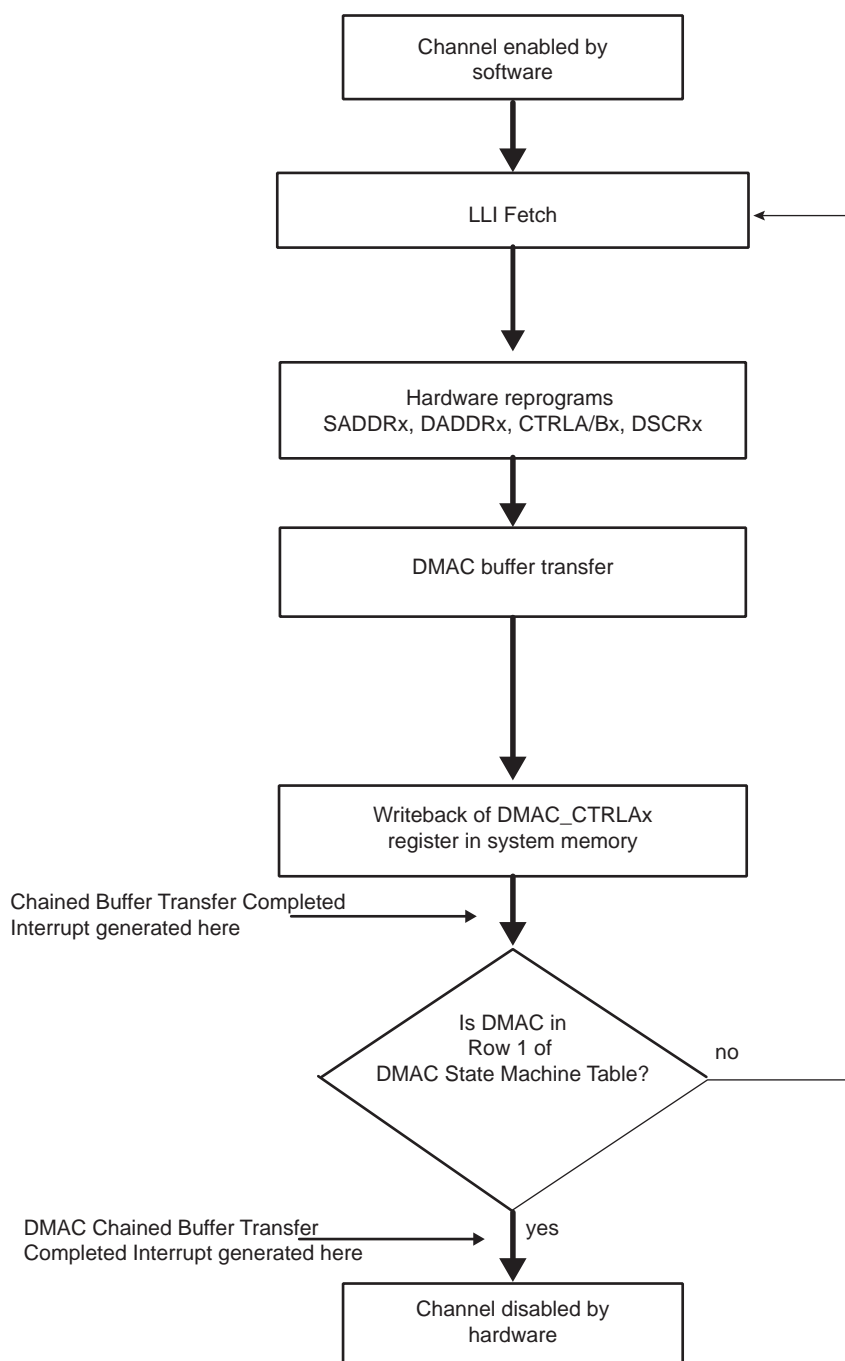 Channel enabled by
software
LLI Fetch
Hardware reprograms
SADDRx, DADDRx, CTRLA/Bx, DSCRx
DMAC buffer transfer
Writeback of DMAC_CTRLAx
register in system memory
Chained Buffer Transfer Completed
Interrupt generated here
Is DMAC in
Row 1 of
DMAC State Machine Table?
no
DMAC Chained Buffer Transfer
Completed Interrupt generated here
yes
Channel disabled by
hardware